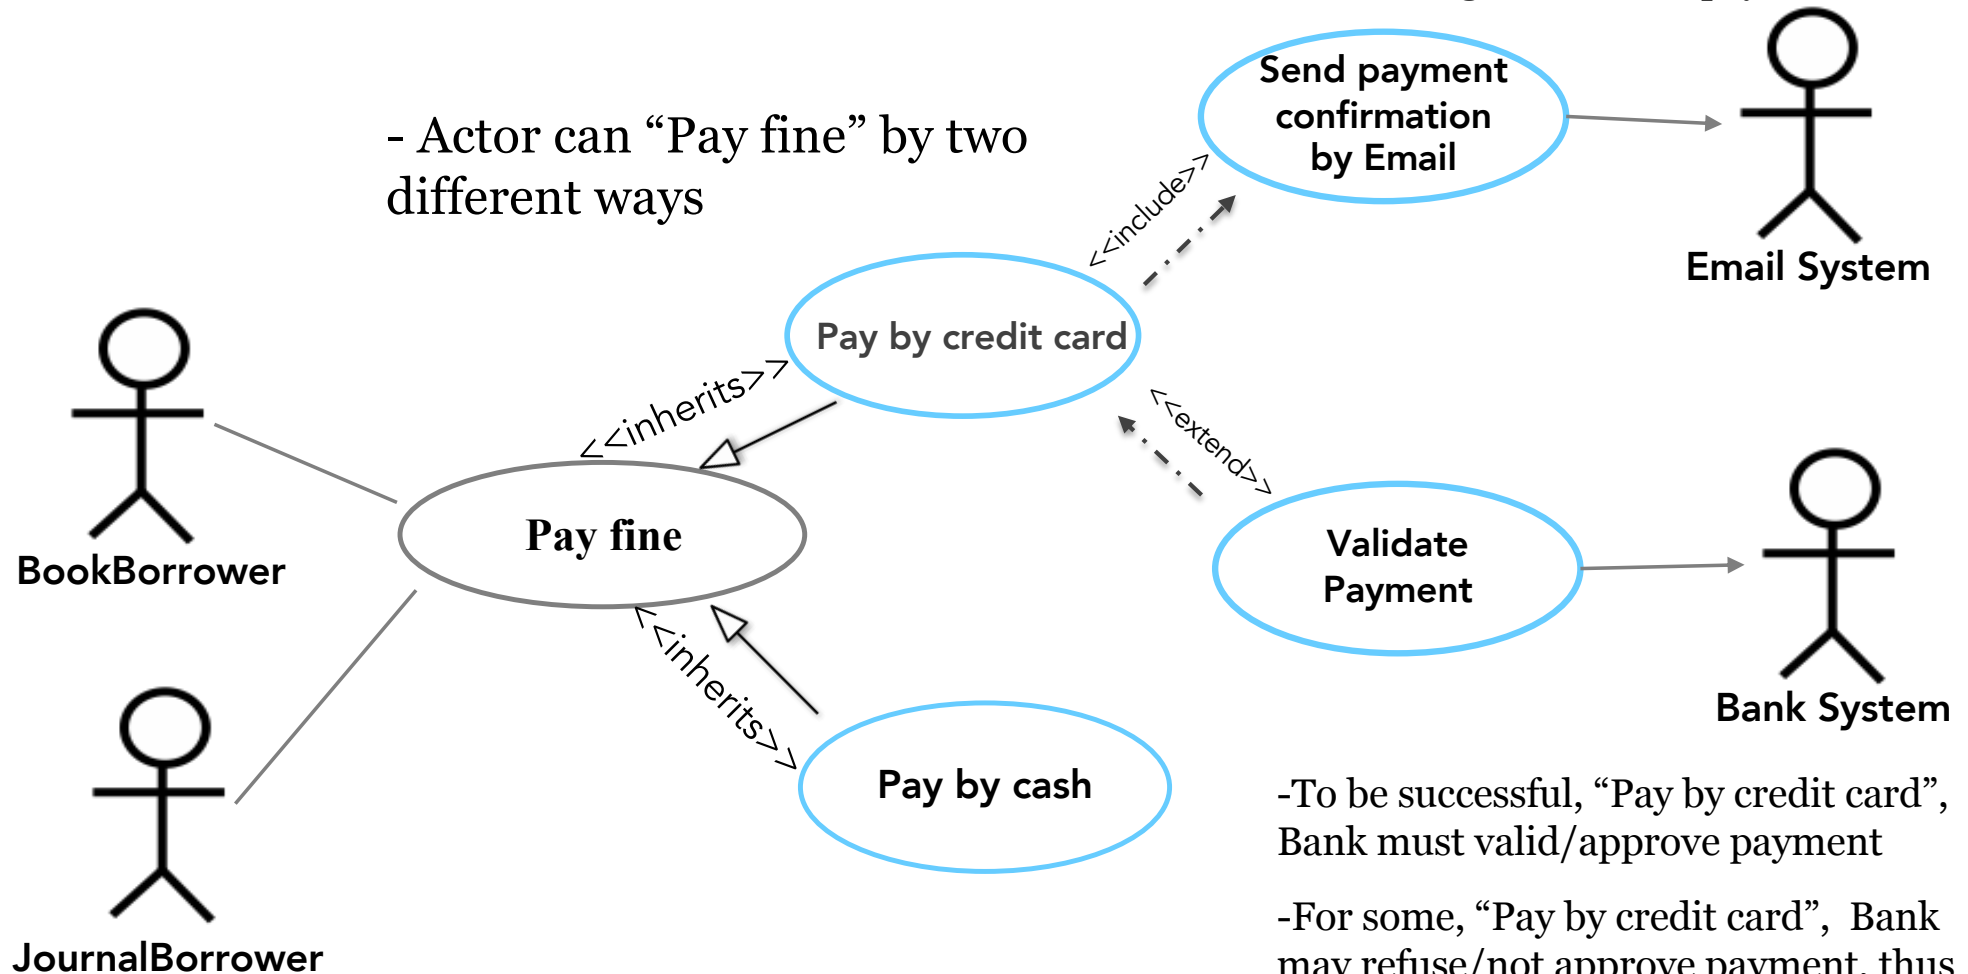 - Actor can “Pay fine” by two
different ways
Send payment
confirmation
by Email
Email System
<<include>>
Pay by credit card
<<inherits>>
<<extend>>
BookBorrower
Pay fine
Validate
Payment
Bank System
<<inherits>>
Pay by cash
JournalBorrower
-To be successful, “Pay by credit card”,
Bank must valid/approve payment
-For some, “Pay by credit card”, Bank
may refuse/not approve payment, thus